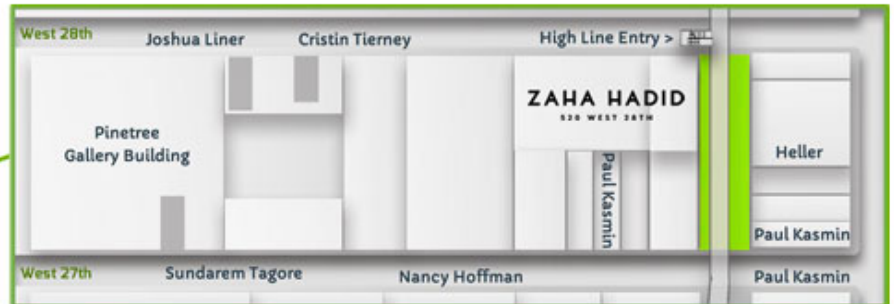 West 28th
Joshua Liner
Cristin Tierney
High Line Entry >
ZAHA HADID
520 WEST 28TH
Pinetree
Gallery Building
Paul Kasmin
Heller
Paul Kasmin
West 27th
Sundarem Tagore
Nancy Hoffman
Paul Kasmin